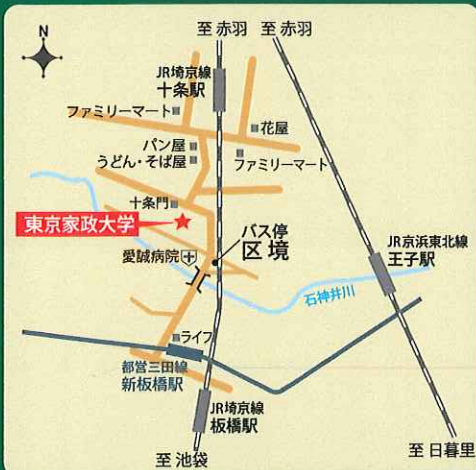 至 赤羽
至 赤羽
N
JR埼京線
十条駅
ファミリーマート
花屋
パン屋
うどん・そば屋
ファミリーマート
十条門
東京家政大学
バス停
区境
愛誠病院
JR京浜東北線
王子駅
石神井川
ライフ
都営三田線
新板橋駅
JR埼京線
板橋駅
至 池袋
至 日暮里